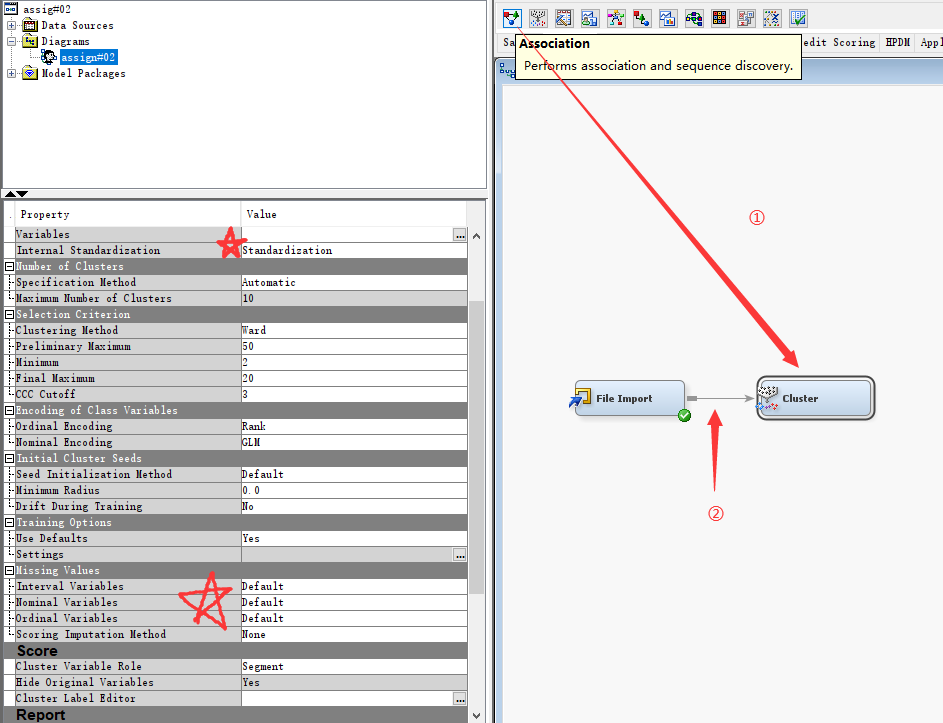 assig#02
Data Sources
Diagrams
assign#02
Model Packages
Property Value
Variables ...
Internal Standardization Standardization
Number of Clusters
Specification Method Automatic
Maximum Number of Clusters 10
Selection Criterion
Clustering Method Ward
Preliminary Maximum 50
Minimum 2
Final Maximum 20
CCC Cutoff 3
Encoding of Class Variables
Ordinal Encoding Rank
Nominal Encoding GLM
Initial Cluster Seeds
Seed Initialization Method Default
Minimum Radius 0.0
Drift During Training No
Training Options
Use Defaults Yes
Settings ...
Missing Values
Interval Variables Default
Nominal Variables Default
Ordinal Variables Default
Scoring Imputation Method None
Score
Cluster Variable Role Segment
Hide Original Variables Yes
Cluster Label Editor ...
Report
Sa edit Scoring HPDM Appl
Association
Performs association and sequence discovery.
①
File Import
Cluster
②